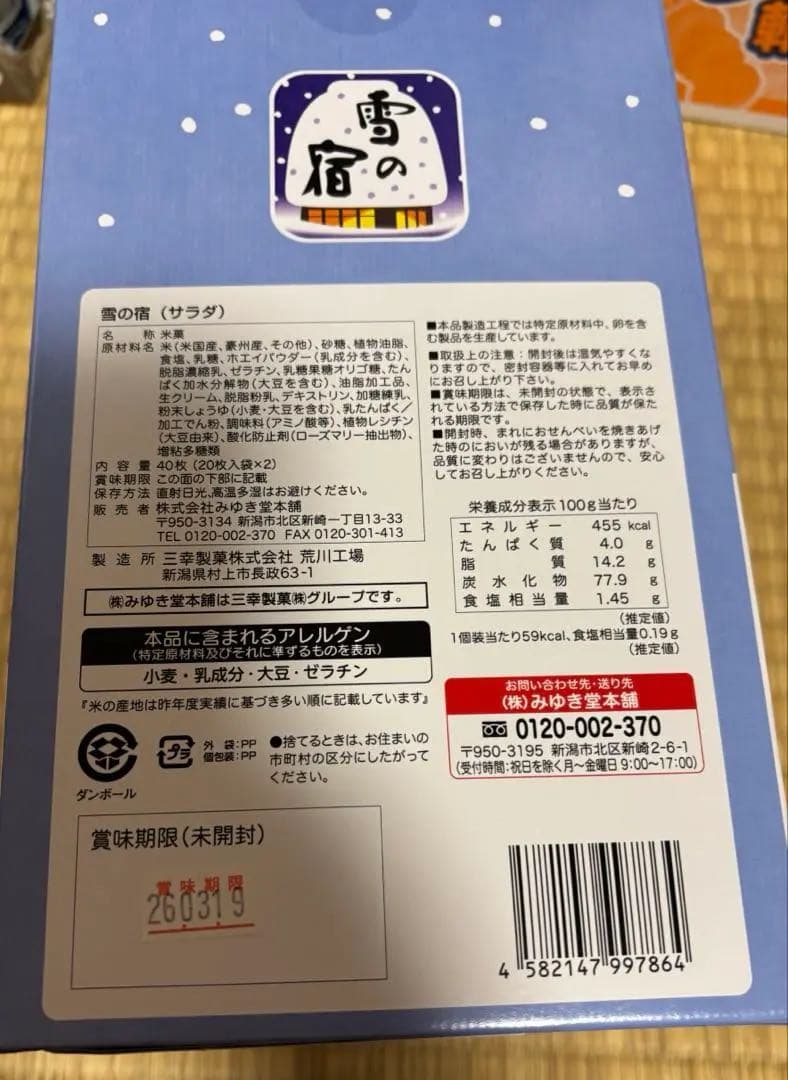 雪の
宿
雪の宿（サラダ）
名　称 米菓
原材料名 米（米国産、豪州産、その他）、砂糖、植物油脂、
食塩、乳糖、ホエイパウダー（乳成分を含む）、
脱脂濃縮乳、ゼラチン、乳糖果糖オリゴ糖、たん
ぱく加水分解物（大豆を含む）、油脂加工品、
生クリーム、脱脂粉乳、デキストリン、加糖練乳、
粉末しょうゆ（小麦・大豆を含む）、乳たんぱく／
加工でん粉、調味料（アミノ酸等）、植物レシチン
（大豆由来）、酸化防止剤（ローズマリー抽出物）、
増粘多糖類
内容量 40枚（20枚入袋×2）
賞味期限 この面の下部に記載
保存方法 直射日光、高温多湿はお避けください。
販売者 株式会社みゆき堂本舗
〒950-3134 新潟市北区新崎一丁目13-33
TEL 0120-002-370 FAX 0120-301-413
製造所 三幸製菓株式会社 荒川工場
新潟県村上市長政63-1
㈱みゆき堂本舗は三幸製菓㈱グループです。
本品に含まれるアレルゲン
（特定原材料及びそれに準ずるものを表示）
小麦・乳成分・大豆・ゼラチン
『米の産地は昨年度実績に基づき多い順に記載しています』
ダンボール
プラ
外 袋：PP
個包装：PP
●捨てるときは、お住まいの
市町村の区分にしたがって
ください。
賞味期限（未開封）
賞味期限
260319
■本品製造工程では特定原材料中、卵を含
む製品を生産しています。
■取扱上の注意：開封後は湿気やすくな
りますので、密封容器等に入れてお早め
にお召し上がり下さい。
■賞味期限は、未開封の状態で、表示さ
れている方法で保存した時に品質が保た
れる期限です。
■開封時、まれにおせんべいを焼きあげ
た時のにおいが残る場合がありますが、
品質に変わりはございませんので、安心
してお召し上がりください。
栄養成分表示 100g当たり
エネルギー 455 kcal
たんぱく質 4.0 g
脂質 14.2 g
炭水化物 77.9 g
食塩相当量 1.45 g
（推定値）
1個装当たり59kcal、食塩相当量0.19g
（推定値）
お問い合わせ先・送り先
（株）みゆき堂本舗
0120-002-370
〒950-3195 新潟市北区新崎2-6-1
（受付時間：祝日を除く月～金曜日 9:00～17:00）
4 582147 997864